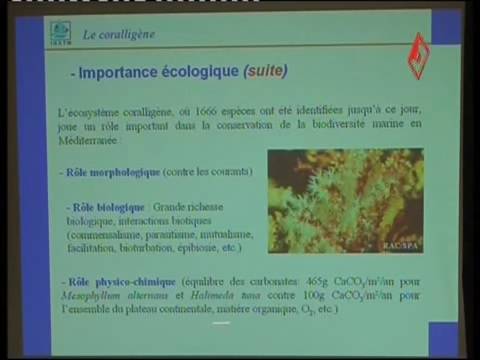 INSTM
Le coralligène
- Importance écologique (suite)
L'écosystème coralligène, où 1666 espèces ont été identifiées jusqu'à ce jour,
joue un rôle important dans la conservation de la biodiversité marine en
Méditerranée :
- Rôle morphologique (contre les courants)
- Rôle biologique : Grande richesse
biologique, interactions biotiques
(commensalisme, parasitisme, mutualisme,
facilitation, bioturbation, épibiosie, etc.)
RAC/SPA
- Rôle physico-chimique (équilibre des carbonates: 465g CaCO₃/m²/an pour
Mesophyllum alternans et Halimeda tuna contre 100g CaCO₃/m²/an pour
l'ensemble du plateau continentale, matière organique, O₂, etc.)